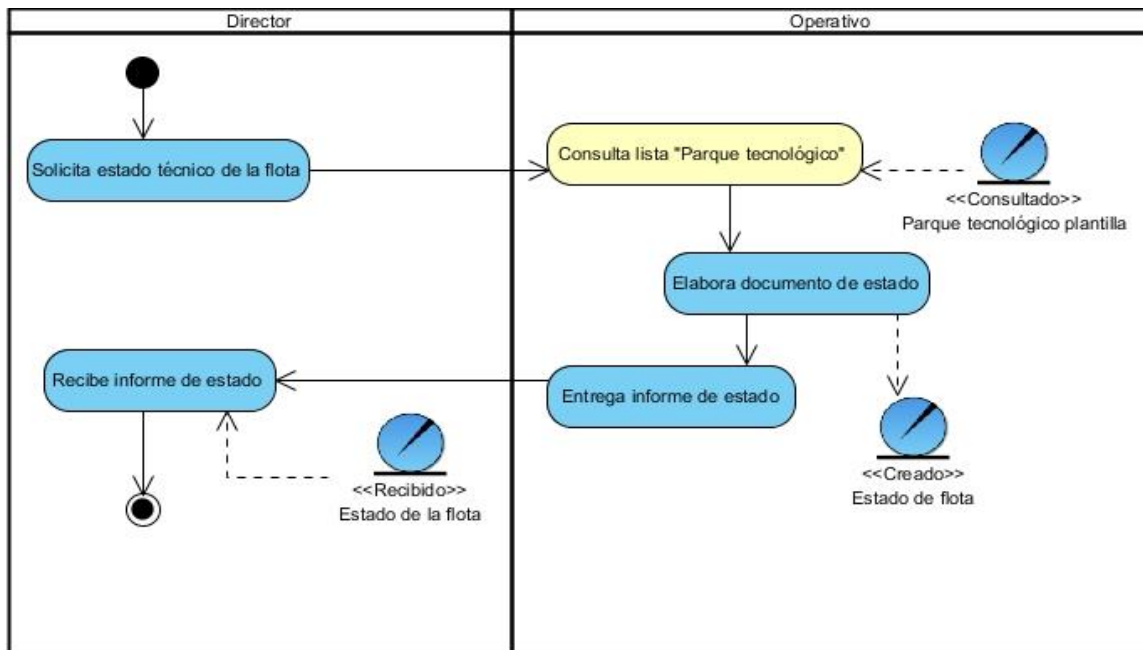 Director
Operativo
Solicita estado técnico de la flota
Consulta lista "Parque tecnológico"
<<Consultado>>
Parque tecnológico plantilla
Elabora documento de estado
Recibe informe de estado
Entrega informe de estado
<<Recibido>>
Estado de la flota
<<Creado>>
Estado de flota